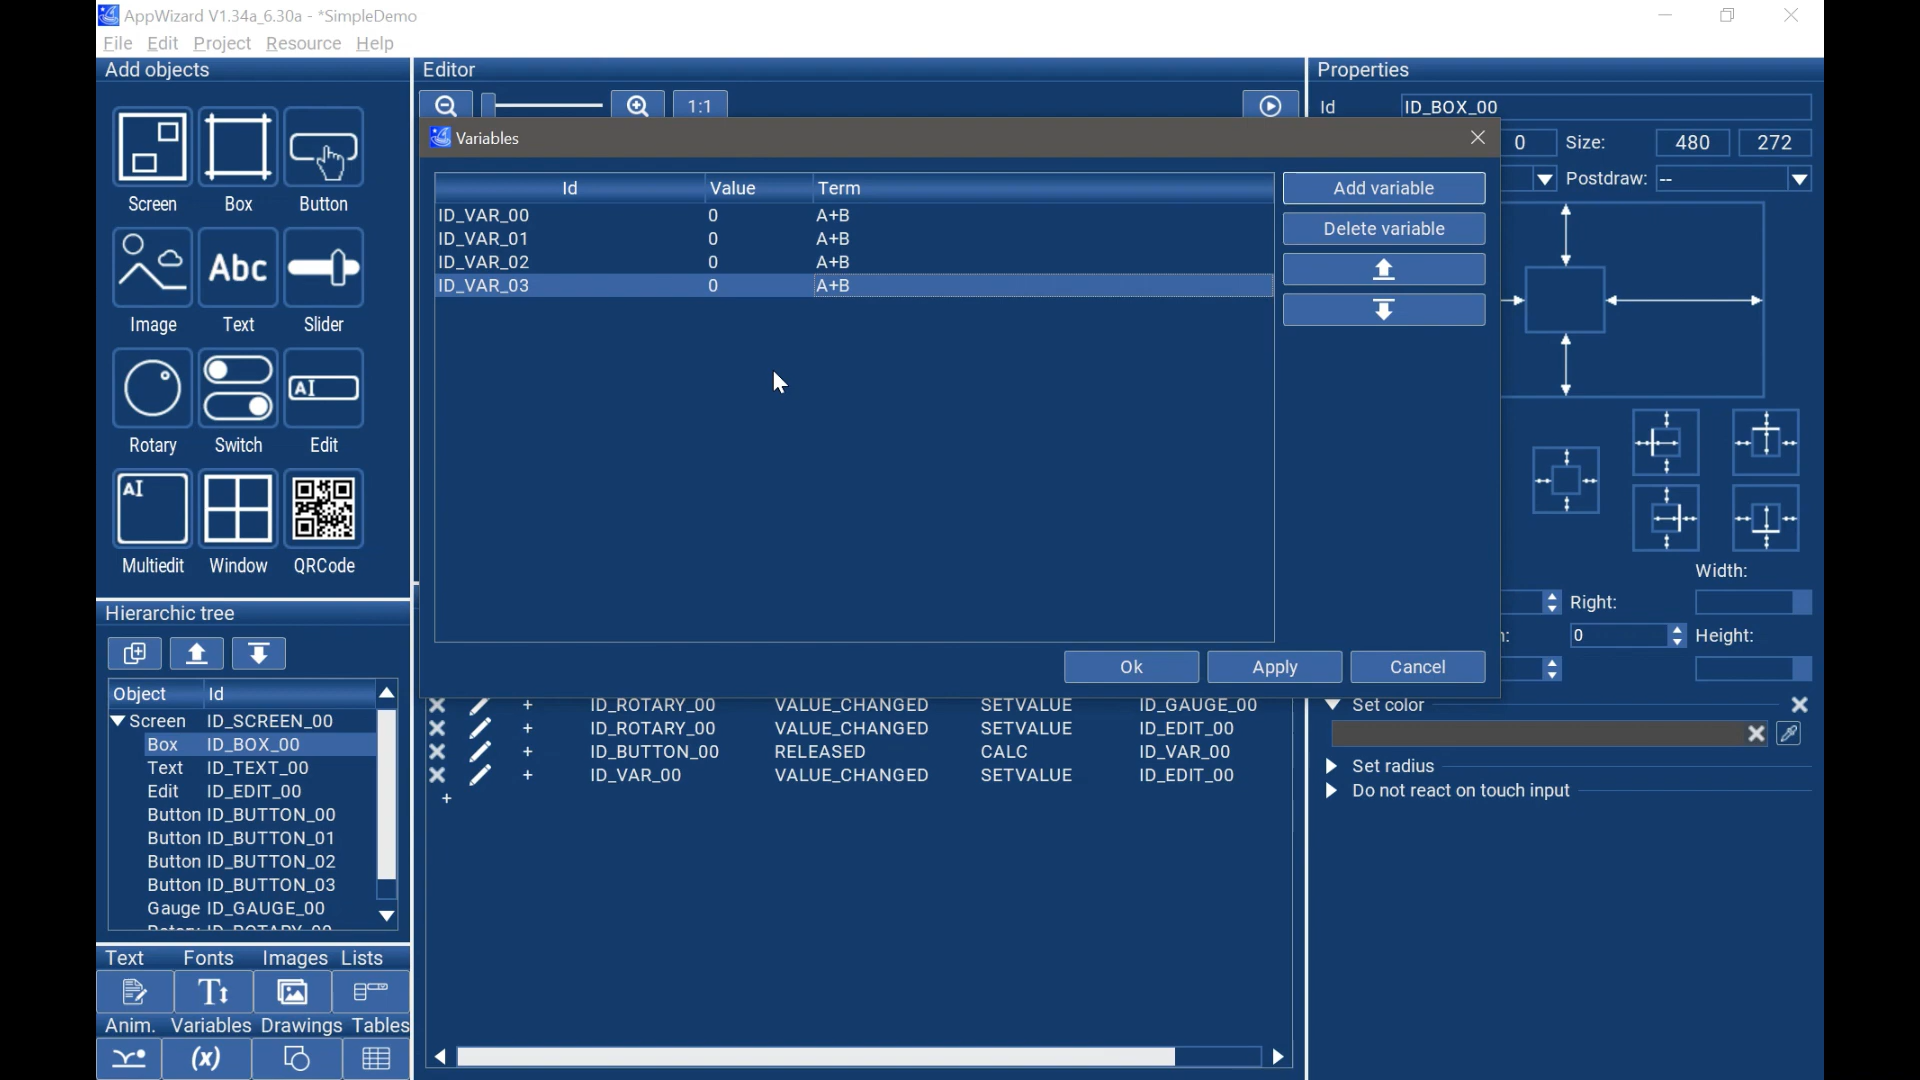 AppWizard V1.34a_6.30a - *SimpleDemo
File Edit Project Resource Help
Add objects
Editor
Properties
1:1
Id ID_BOX_00
Variables
0 Size: 480 272
Postdraw: --
Screen Box Button
Abc
Image Text Slider
AI
Rotary Switch Edit
AI
Multiedit Window QRCode
Id Value Term
ID_VAR_00 0 A+B
ID_VAR_01 0 A+B
ID_VAR_02 0 A+B
ID_VAR_03 0 A+B
Add variable
Delete variable
Ok Apply Cancel
Width:
Right:
0 Height:
Hierarchic tree
Object Id
Screen ID_SCREEN_00
Box ID_BOX_00
Text ID_TEXT_00
Edit ID_EDIT_00
Button ID_BUTTON_00
Button ID_BUTTON_01
Button ID_BUTTON_02
Button ID_BUTTON_03
Gauge ID_GAUGE_00
+ ID_ROTARY_00 VALUE_CHANGED SETVALUE ID_GAUGE_00
+ ID_ROTARY_00 VALUE_CHANGED SETVALUE ID_EDIT_00
+ ID_BUTTON_00 RELEASED CALC ID_VAR_00
+ ID_VAR_00 VALUE_CHANGED SETVALUE ID_EDIT_00
+
Set color
Set radius
Do not react on touch input
Text Fonts Images Lists
Anim. Variables Drawings Tables
(x)